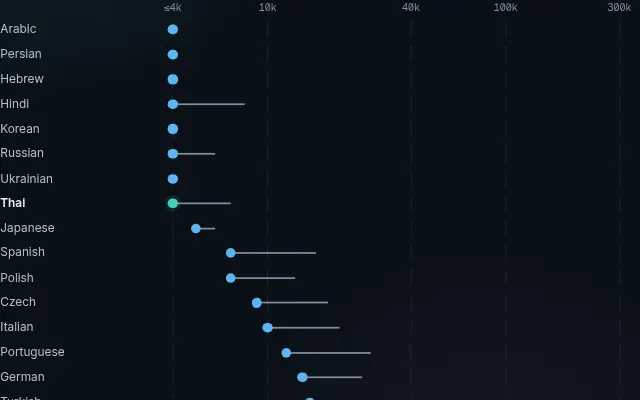 ≤4k 10k 40k 100k 300k
Arabic
Persian
Hebrew
Hindi
Korean
Russian
Ukrainian
Thai
Japanese
Spanish
Polish
Czech
Italian
Portuguese
German
Turkish